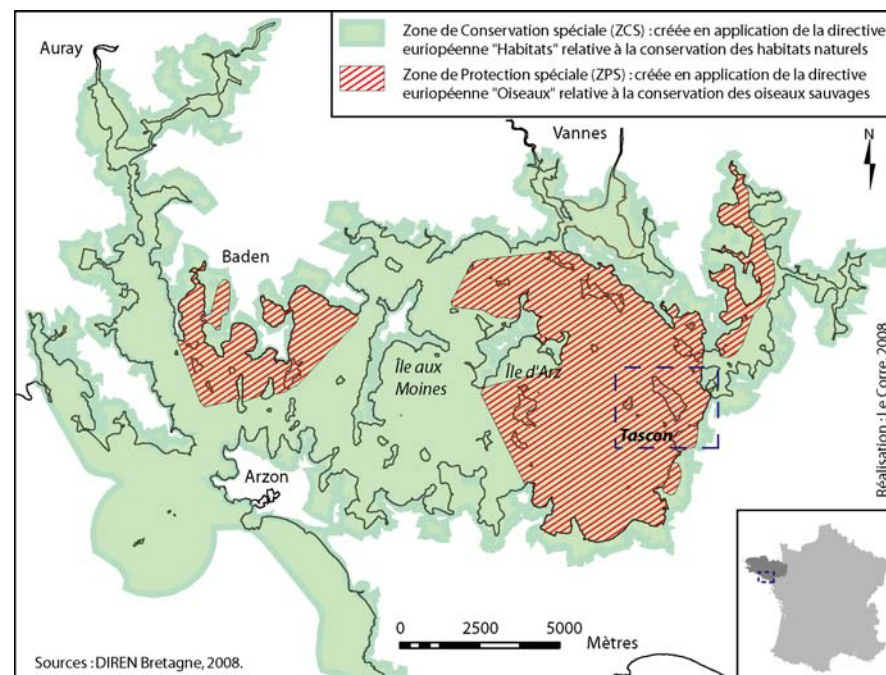 Zone de Conservation spéciale (ZCS) : créée en application de la directive
européenne "Habitats" relative à la conservation des habitats naturels
Zone de Protection spéciale (ZPS) : créée en application de la directive
européenne "Oiseaux" relative à la conservation des oiseaux sauvages
Auray
Vannes
N
Baden
Île aux
Moines
Île d'Arz
Tascon
Arzon
Réalisation : Le Corre, 2008
0 2500 5000
Mètres
Sources : DIREN Bretagne, 2008.